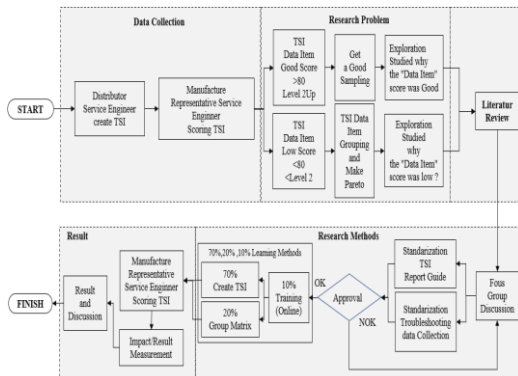 Data Collection
Research Problem
START
Distributor
Service Engineer
create TSI
Manufacture
Representative Service
Enginner
Scoring TSI
TSI
Data Item
Good Score
>80
Level 2Up
Get
a Good
Sampling
Exploration
Studied why
the "Data Item"
score was Good
TSI
Data Item
Low Score
<80
<Level 2
TSI Data
Item
Grouping
and
Make
Pareto
Exploration
Studied why
the "Data Item"
score was low ?
Literatur
Review
Result
Research Methods
FINISH
Result
and
Discussion
Manufacture
Representative
Service Enginner
Scoring TSI
Impact/Result
Measurement
70%,20% ,10% Learning Methods
70%
Create TSI
20%
Group Matrix
10%
Training
(Online)
OK
Approval
NOK
Standarization
TSI
Report Guide
Standarization
Troubleshooting
data Collection
Fous
Group
Discussion